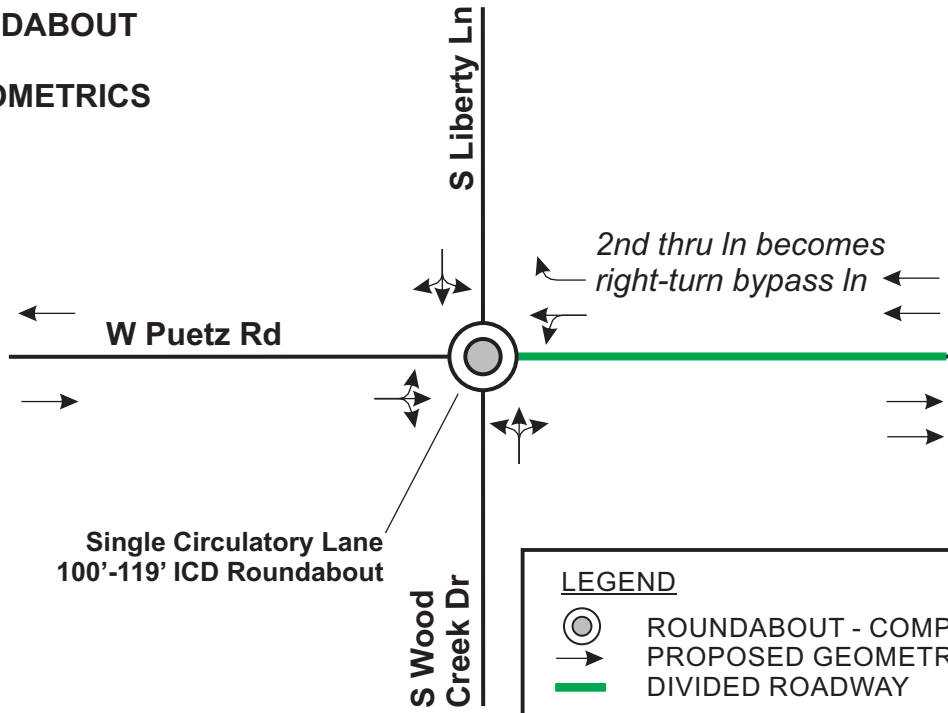 DABOUT
OMETRICS
S Liberty Ln
2nd thru ln becomes
right-turn bypass ln
W Puetz Rd
Single Circulatory Lane
100'-119' ICD Roundabout
S Wood
Creek Dr
LEGEND
ROUNDABOUT - COMP
PROPOSED GEOMETR
DIVIDED ROADWAY